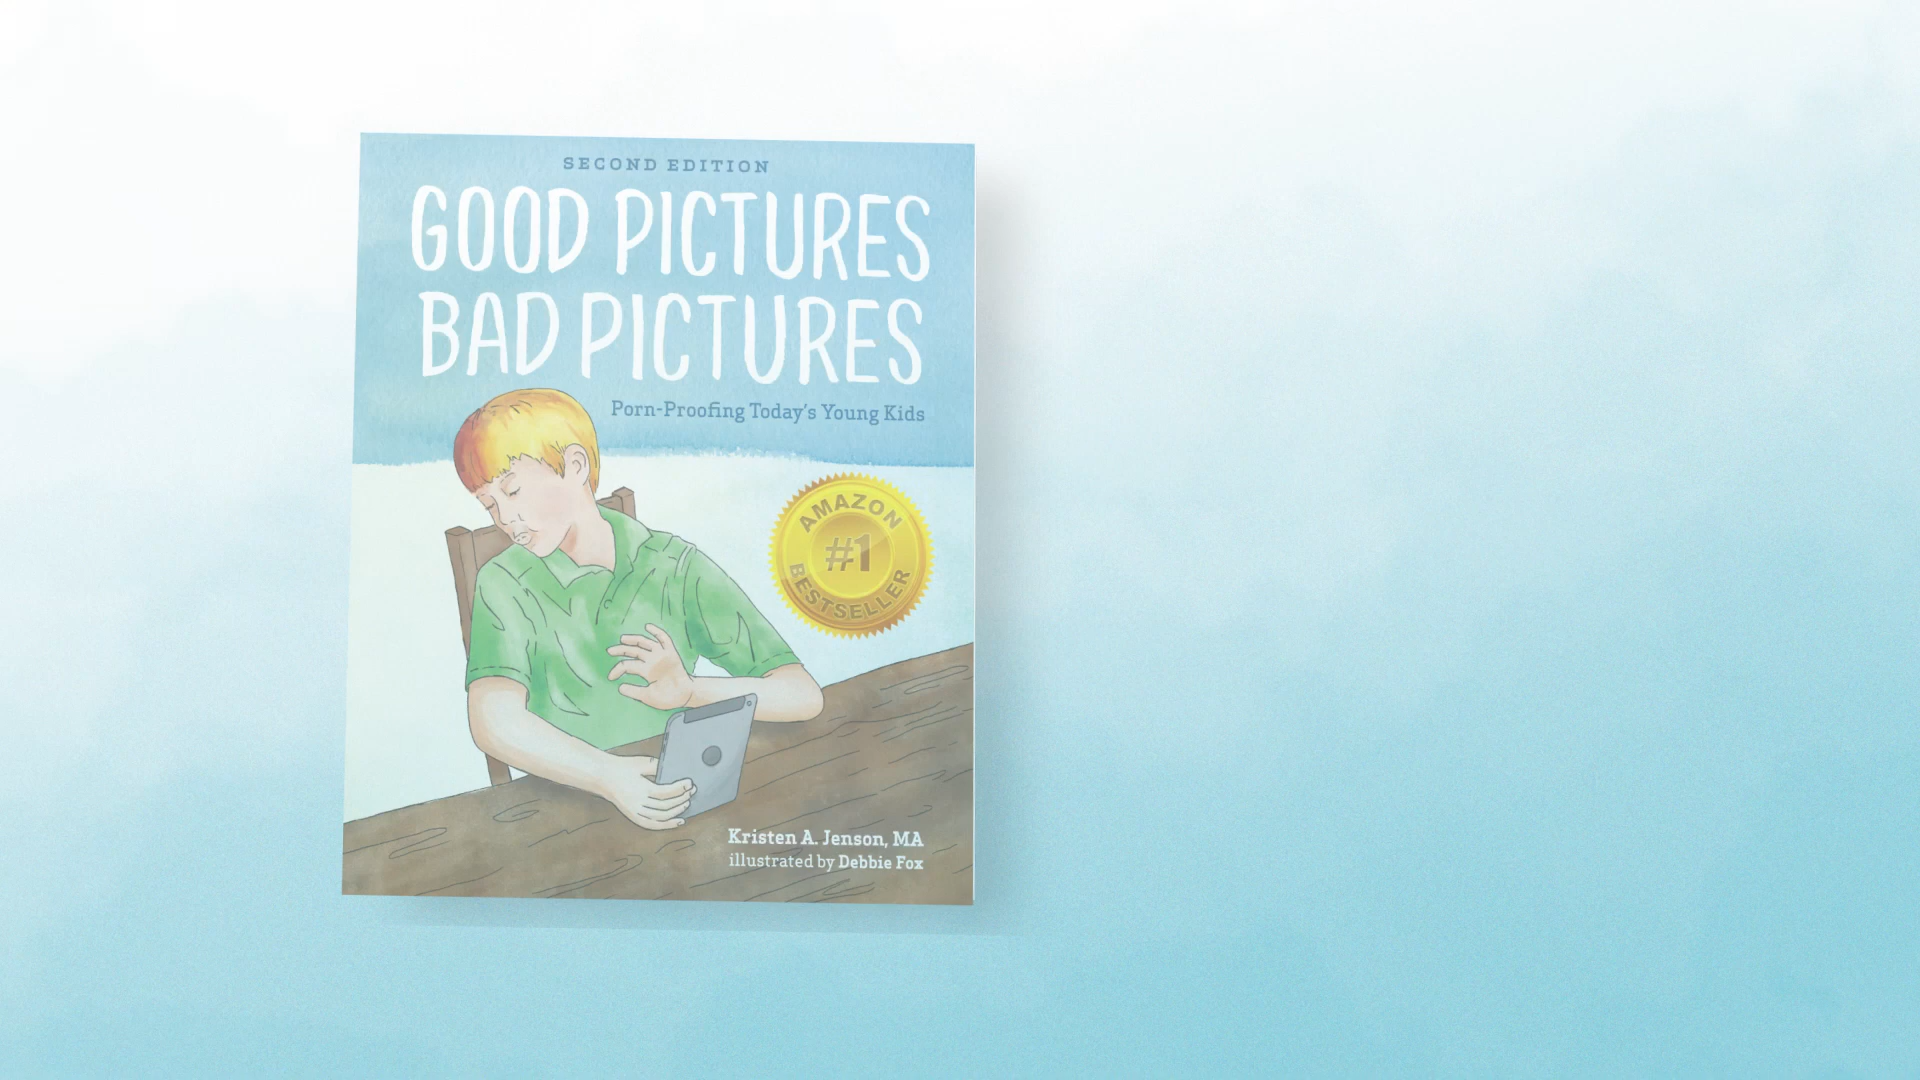 SECOND EDITION
GOOD PICTURES
BAD PICTURES
Porn-Proofing Today's Young Kids
AMAZON
#1
BESTSELLER
Kristen A. Jenson, MA
illustrated by Debbie Fox